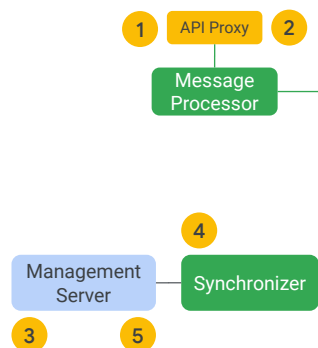 1 API Proxy 2
Message
Processor
4
Management
Server
Synchronizer
3 5